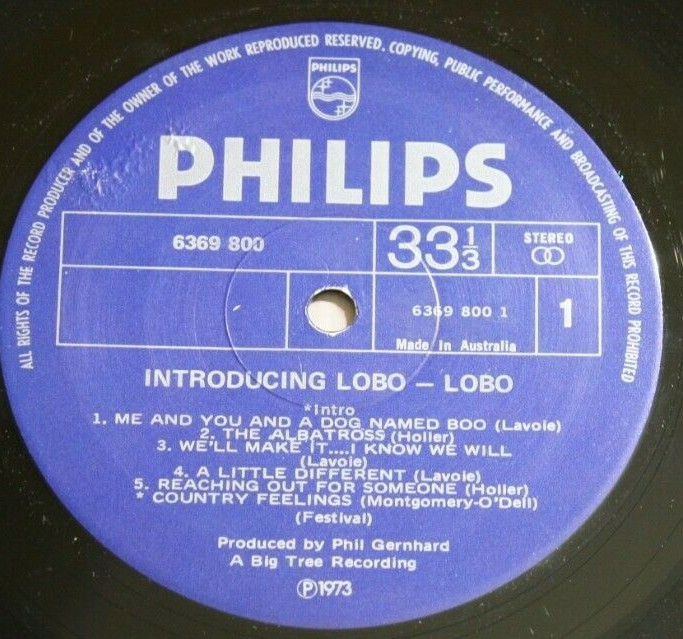 ALL RIGHTS OF THE RECORD PRODUCER AND OF THE OWNER OF THE WORK REPRODUCED RESERVED. COPYING, PUBLIC PERFORMANCE AND BROADCASTING OF THIS RECORD PROHIBITED
PHILIPS
PHILIPS
6369 800
33 1/3
STEREO
6369 800 1
1
Made in Australia
INTRODUCING LOBO — LOBO
*Intro
1. ME AND YOU AND A DOG NAMED BOO (Lavoie)
2. THE ALBATROSS (Holler)
3. WE'LL MAKE IT....I KNOW WE WILL
(Lavoie)
4. A LITTLE DIFFERENT (Lavoie)
5. REACHING OUT FOR SOMEONE (Holler)
* COUNTRY FEELINGS (Montgomery-O'Dell)
(Festival)
Produced by Phil Gernhard
A Big Tree Recording
Ⓟ1973